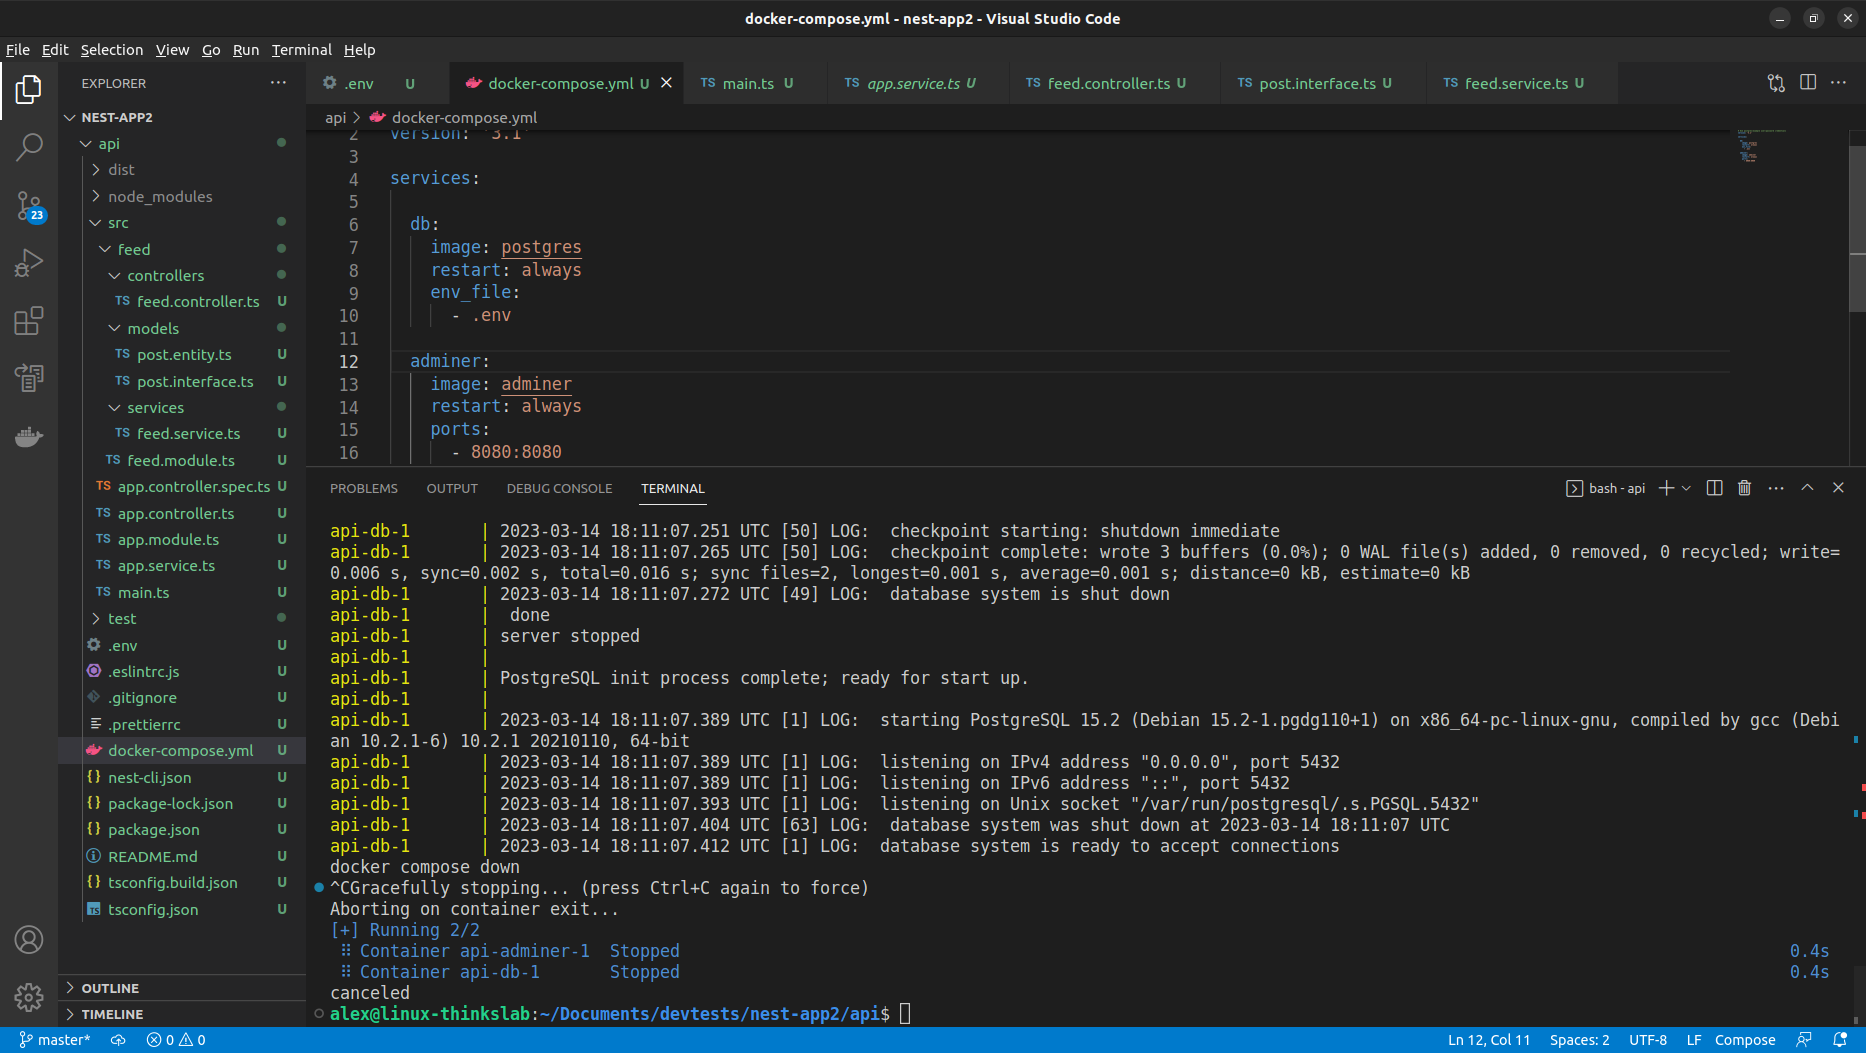 docker-compose.yml - nest-app2 - Visual Studio Code
File Edit Selection View Go Run Terminal Help
EXPLORER
NEST-APP2
api
dist
node_modules
src
feed
controllers
TS feed.controller.ts U
models
TS post.entity.ts U
TS post.interface.ts U
services
TS feed.service.ts U
TS feed.module.ts U
TS app.controller.spec.ts U
TS app.controller.ts U
TS app.module.ts U
TS app.service.ts U
TS main.ts U
test
.env U
.eslintrc.js U
.gitignore U
.prettierrc U
docker-compose.yml U
{} nest-cli.json U
{} package-lock.json U
{} package.json U
README.md U
{} tsconfig.build.json U
TS tsconfig.json U
OUTLINE
TIMELINE
23
.env U docker-compose.yml U TS main.ts U TS app.service.ts U TS feed.controller.ts U TS post.interface.ts U TS feed.service.ts U
api > docker-compose.yml
2 version: '3.1'
3
4 services:
5
6 db:
7 image: postgres
8 restart: always
9 env_file:
10 - .env
11
12 adminer:
13 image: adminer
14 restart: always
15 ports:
16 - 8080:8080
PROBLEMS OUTPUT DEBUG CONSOLE TERMINAL bash - api
api-db-1 | 2023-03-14 18:11:07.251 UTC [50] LOG: checkpoint starting: shutdown immediate
api-db-1 | 2023-03-14 18:11:07.265 UTC [50] LOG: checkpoint complete: wrote 3 buffers (0.0%); 0 WAL file(s) added, 0 removed, 0 recycled; write=
0.006 s, sync=0.002 s, total=0.016 s; sync files=2, longest=0.001 s, average=0.001 s; distance=0 kB, estimate=0 kB
api-db-1 | 2023-03-14 18:11:07.272 UTC [49] LOG: database system is shut down
api-db-1 | done
api-db-1 | server stopped
api-db-1 |
api-db-1 | PostgreSQL init process complete; ready for start up.
api-db-1 |
api-db-1 | 2023-03-14 18:11:07.389 UTC [1] LOG: starting PostgreSQL 15.2 (Debian 15.2-1.pgdg110+1) on x86_64-pc-linux-gnu, compiled by gcc (Debi
an 10.2.1-6) 10.2.1 20210110, 64-bit
api-db-1 | 2023-03-14 18:11:07.389 UTC [1] LOG: listening on IPv4 address "0.0.0.0", port 5432
api-db-1 | 2023-03-14 18:11:07.389 UTC [1] LOG: listening on IPv6 address "::", port 5432
api-db-1 | 2023-03-14 18:11:07.393 UTC [1] LOG: listening on Unix socket "/var/run/postgresql/.s.PGSQL.5432"
api-db-1 | 2023-03-14 18:11:07.404 UTC [63] LOG: database system was shut down at 2023-03-14 18:11:07 UTC
api-db-1 | 2023-03-14 18:11:07.412 UTC [1] LOG: database system is ready to accept connections
docker compose down
^CGracefully stopping... (press Ctrl+C again to force)
Aborting on container exit...
[+] Running 2/2
⠿ Container api-adminer-1 Stopped 0.4s
⠿ Container api-db-1 Stopped 0.4s
canceled
alex@linux-thinkslab:~/Documents/devtests/nest-app2/api$
master* 0 0 Ln 12, Col 11 Spaces: 2 UTF-8 LF Compose